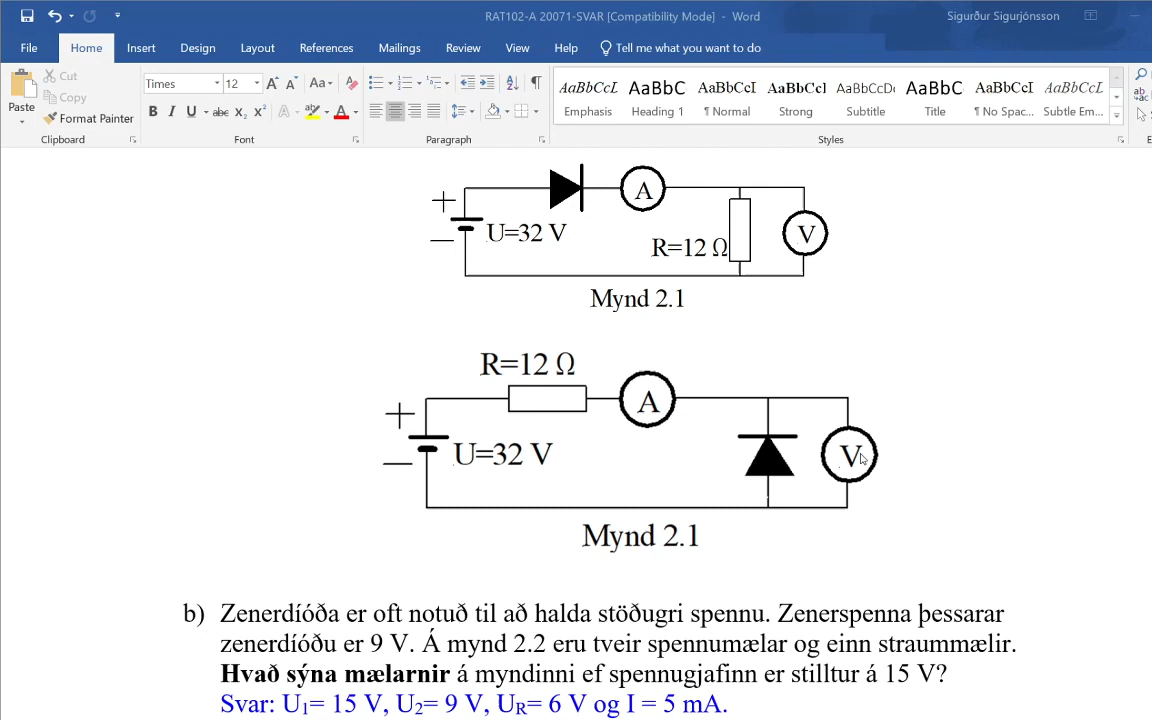 RAT102-A 20071-SVAR [Compatibility Mode] - Word
Sigurður Sigurjónsson
File Home Insert Design Layout References Mailings Review View Help Tell me what you want to do
Paste
Cut
Copy
Format Painter
Times 12
AaBbCcL AaBbC AaBbCcI AaBbCcl AaBbCcD AaBbC AaBbCcI AaBbCcL
Emphasis Heading 1 ¶ Normal Strong Subtitle Title ¶ No Spac... Subtle Em...
Clipboard Font Paragraph Styles
+
A
U=32 V
R=12 Ω
V
—
Mynd 2.1
R=12 Ω
+
A
U=32 V
V
—
Mynd 2.1
b) Zenerdíóða er oft notuð til að halda stöðugri spennu. Zenerspenna þessarar
zenerdíóðu er 9 V. Á mynd 2.2 eru tveir spennumælar og einn straummælir.
Hvað sýna mælarnir á myndinni ef spennugjafinn er stilltur á 15 V?
Svar: U1= 15 V, U2= 9 V, UR= 6 V og I = 5 mA.